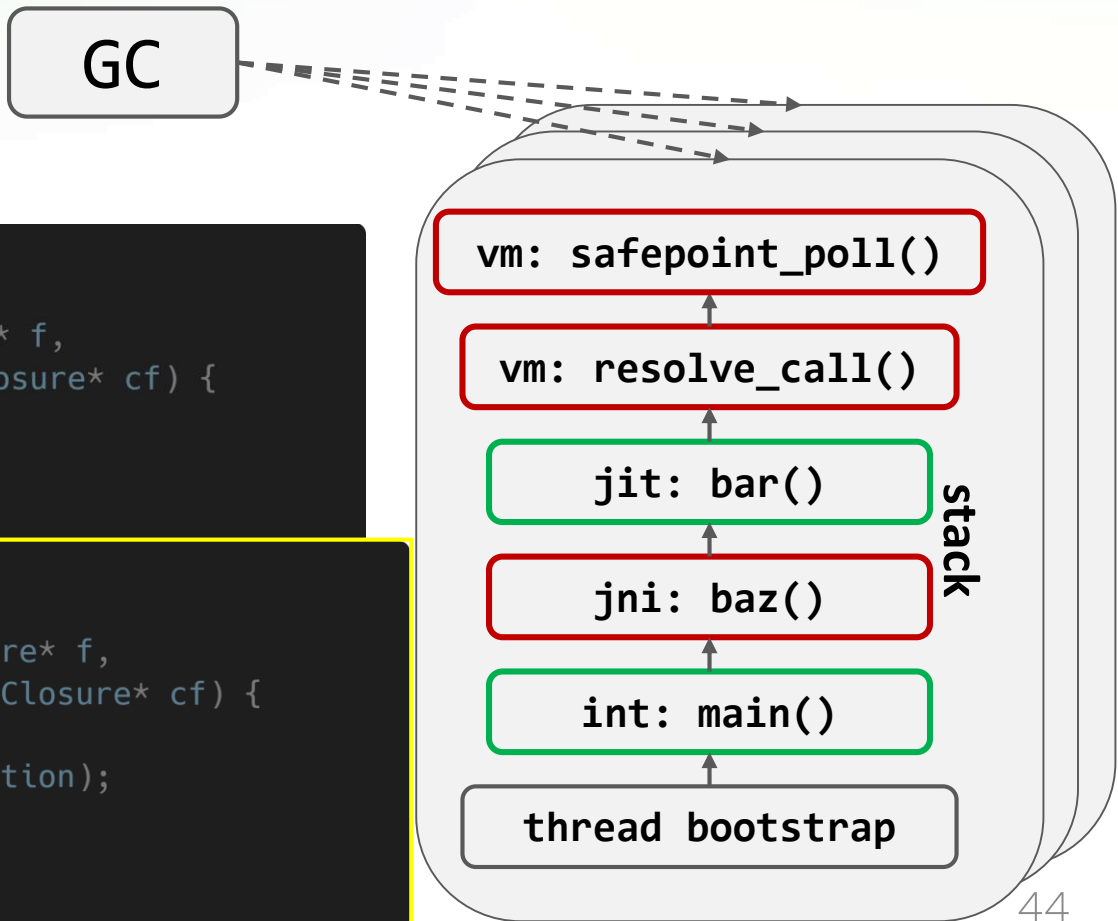 GC
* f,
osure* cf) {
re* f,
Closure* cf) {
tion);
vm: safepoint_poll()
vm: resolve_call()
jit: bar()
jni: baz()
int: main()
thread bootstrap
stack
44